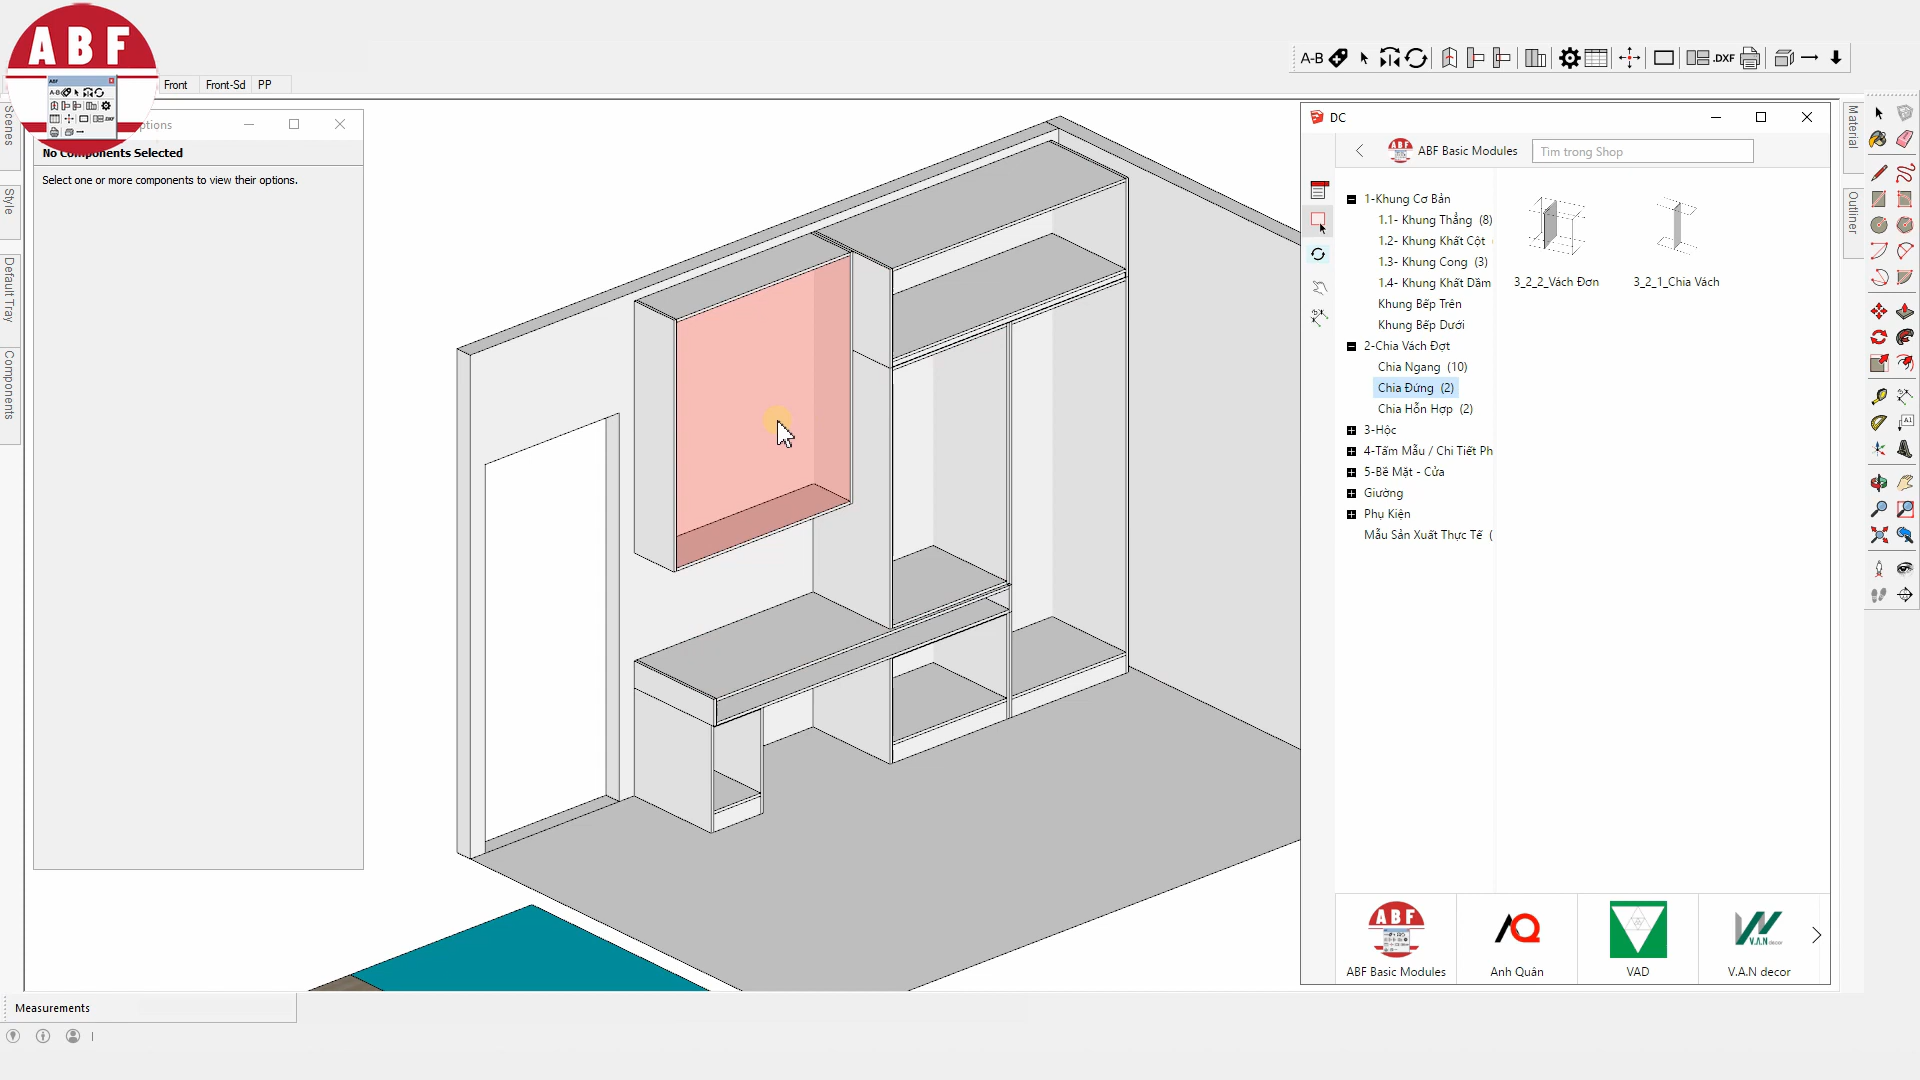 ABF
Front
Front-Sd
PP
A-B
DXF
ptions
No Components Selected
Select one or more components to view their options.
Scenes
Style
Default Tray
Components
DC
ABF Basic Modules
Tìm trong Shop
1-Khung Cơ Bản
1.1- Khung Thẳng (8)
1.2- Khung Khất Cột
1.3- Khung Cong (3)
1.4- Khung Khất Dầm
Khung Bếp Trên
Khung Bếp Dưới
2-Chia Vách Đợt
Chia Ngang (10)
Chia Đứng (2)
Chia Hỗn Hợp (2)
3-Hộc
4-Tấm Mẫu / Chi Tiết Ph
5-Bề Mặt - Cửa
Giường
Phụ Kiện
Mẫu Sản Xuất Thực Tế (
3_2_2_Vách Đơn
3_2_1_Chia Vách
ABF
ABF Basic Modules
Anh Quân
VAD
V.A.N decor
Material
Outliner
Measurements